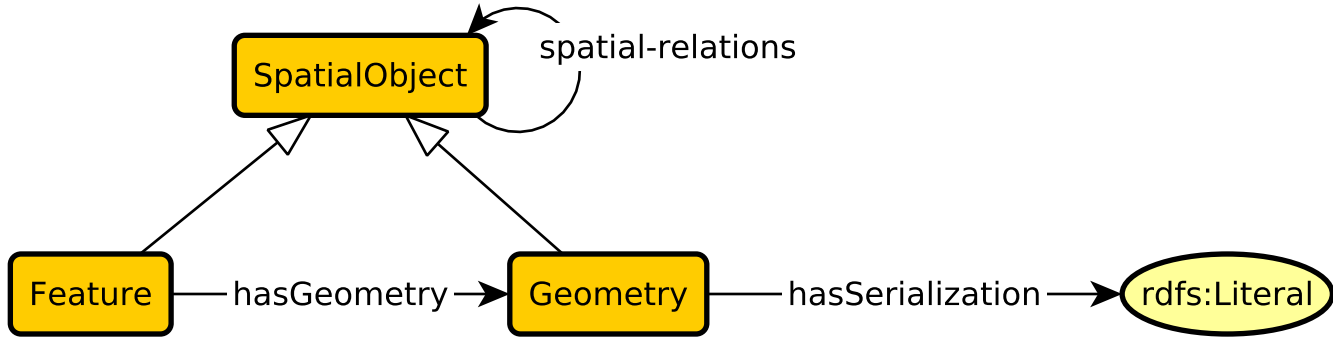 spatial-relations
SpatialObject
Feature
hasGeometry
Geometry
hasSerialization
rdfs:Literal